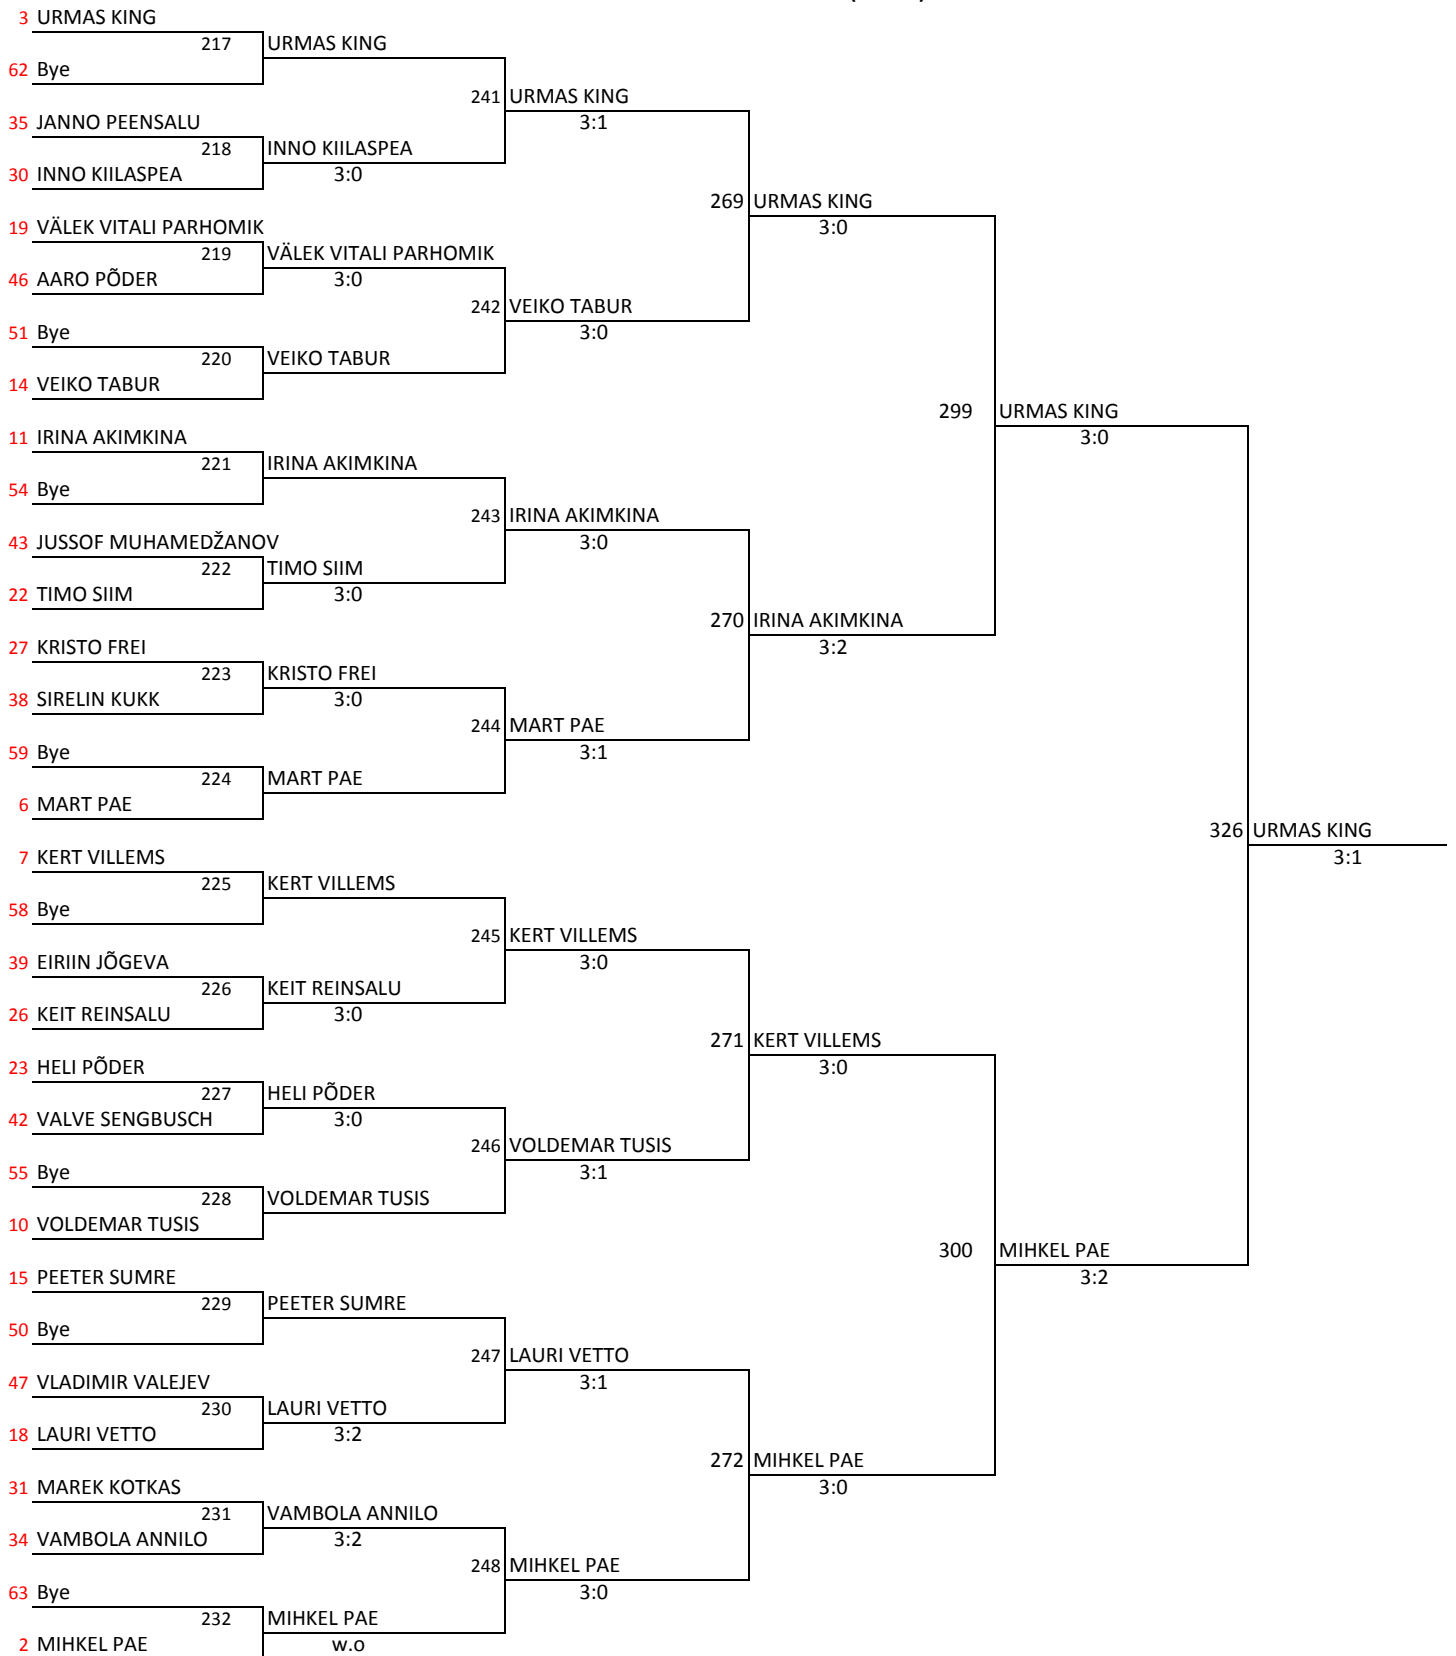 3 URMAS KING
217 URMAS KING
62 Bye
241 URMAS KING
35 JANNO PEENSALU
3:1
218 INNO KIILASPEA
30 INNO KIILASPEA
3:0
269 URMAS KING
19 VÄLEK VITALI PARHOMIK
3:0
219 VÄLEK VITALI PARHOMIK
46 AARO PÕDER
3:0
242 VEIKO TABUR
51 Bye
3:0
220 VEIKO TABUR
14 VEIKO TABUR
299 URMAS KING
11 IRINA AKIMKINA
3:0
221 IRINA AKIMKINA
54 Bye
243 IRINA AKIMKINA
43 JUSSOF MUHAMEDŽANOV
3:0
222 TIMO SIIM
22 TIMO SIIM
3:0
270 IRINA AKIMKINA
27 KRISTO FREI
3:2
223 KRISTO FREI
38 SIRELIN KUKK
3:0
244 MART PAE
59 Bye
3:1
224 MART PAE
6 MART PAE
326 URMAS KING
7 KERT VILLEMS
3:1
225 KERT VILLEMS
58 Bye
245 KERT VILLEMS
39 EIRIIN JÕGEVA
3:0
226 KEIT REINSALU
26 KEIT REINSALU
3:0
271 KERT VILLEMS
23 HELI PÕDER
3:0
227 HELI PÕDER
42 VALVE SENGBUSCH
3:0
246 VOLDEMAR TUSIS
55 Bye
3:1
228 VOLDEMAR TUSIS
10 VOLDEMAR TUSIS
300 MIHKEL PAE
15 PEETER SUMRE
3:2
229 PEETER SUMRE
50 Bye
247 LAURI VETTO
47 VLADIMIR VALEJEV
3:1
230 LAURI VETTO
18 LAURI VETTO
3:2
272 MIHKEL PAE
31 MAREK KOTKAS
3:0
231 VAMBOLA ANNILO
34 VAMBOLA ANNILO
3:2
248 MIHKEL PAE
63 Bye
3:0
232 MIHKEL PAE
2 MIHKEL PAE
w.o